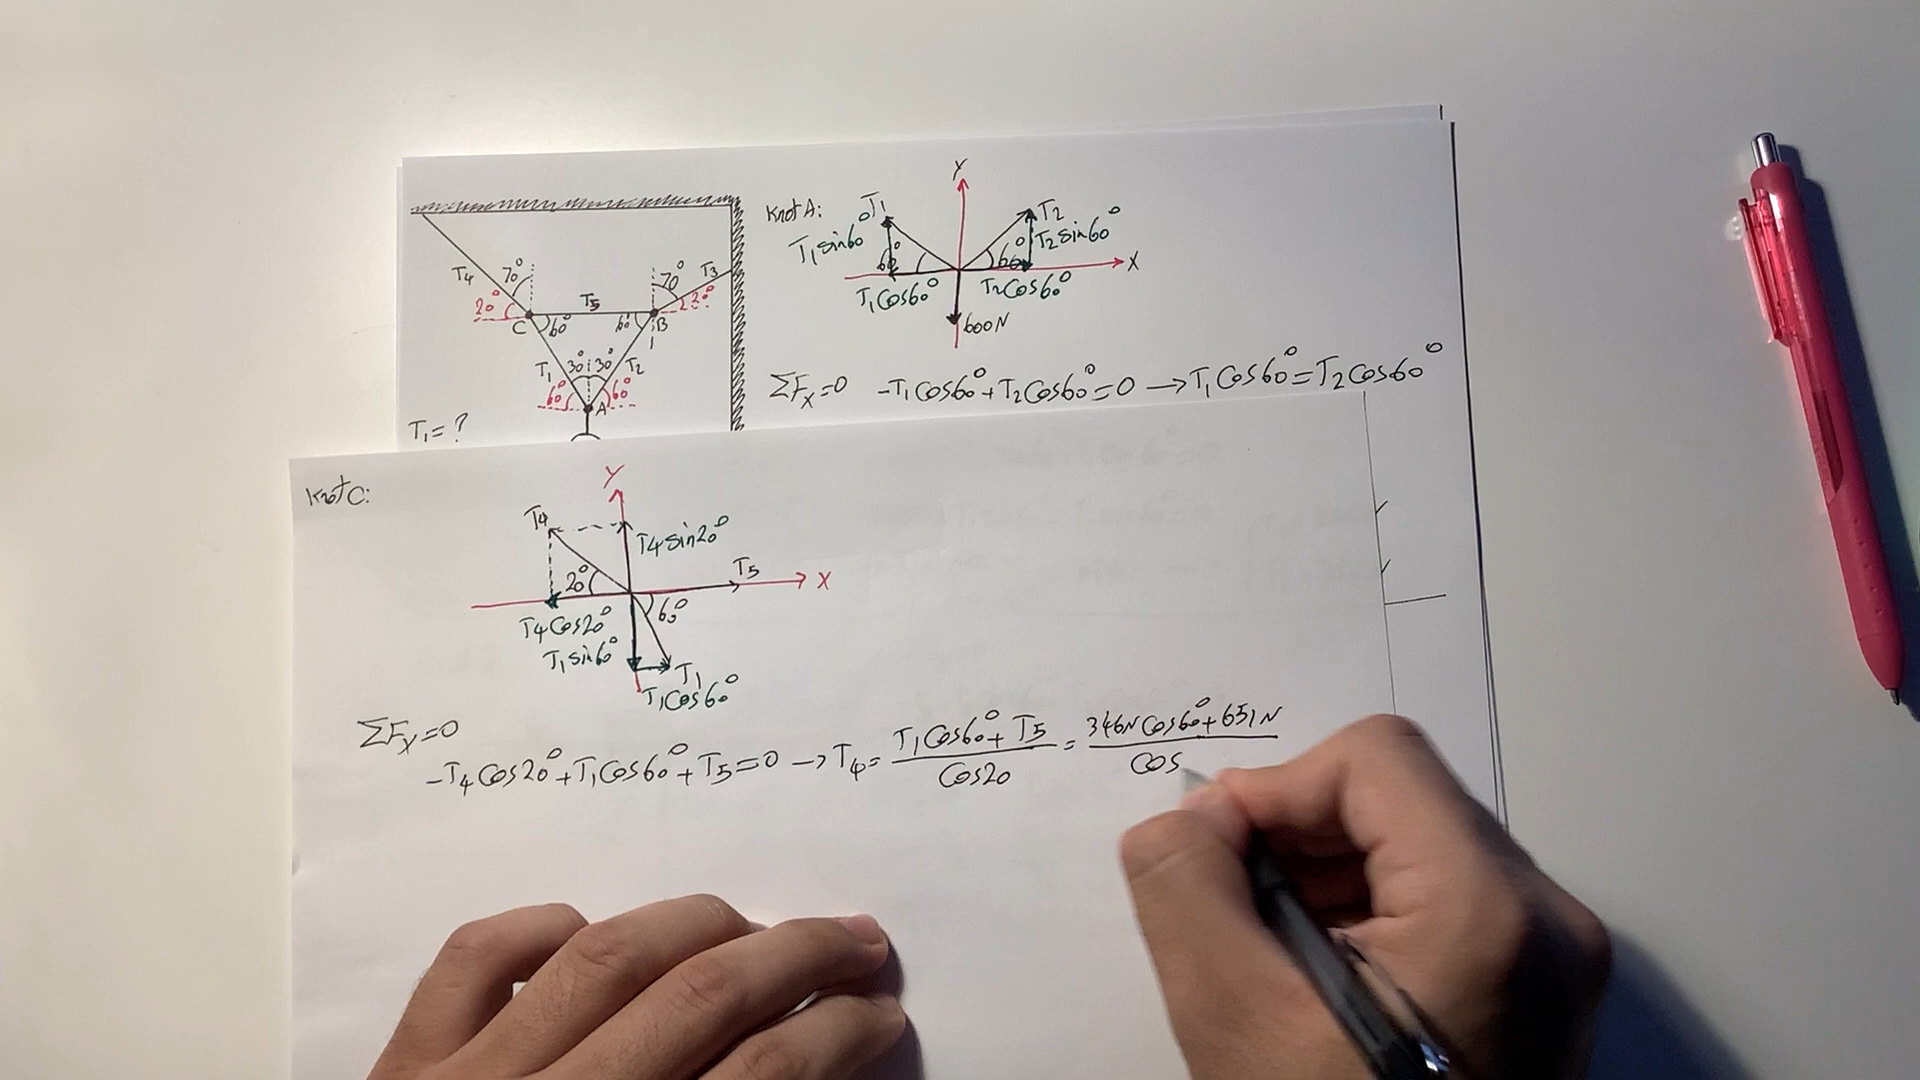 Knot A:
Y
T1
T2
T1 sin60°
T2 sin60°
60°
60°
X
T1 Cos60°
T2 Cos60°
600N
ΣFx=0 -T1 Cos60°+T2 Cos60°=0 → T1 Cos60°=T2 Cos60°
T4
70°
70°
T3
20°
T5
20°
C
60°
60°
B
T1
30°
30°
T2
60°
60°
A
T1=?
Knot C:
Y
T4
T4 sin20°
20°
T5
X
60°
T4 Cos20°
T1 sin60°
T1
T1 Cos60°
ΣFx=0
-T4 Cos20°+T1 Cos60°+T5=0 → T4= (T1 Cos60°+T5)/Cos20 = (346N Cos60°+651N)/Cos